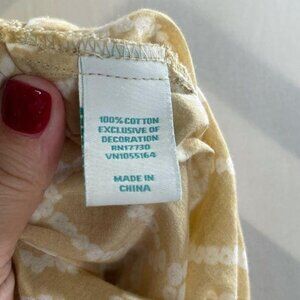 100% COTTON
EXCLUSIVE OF
DECORATION
RN17730
VN1055164
MADE IN
CHINA